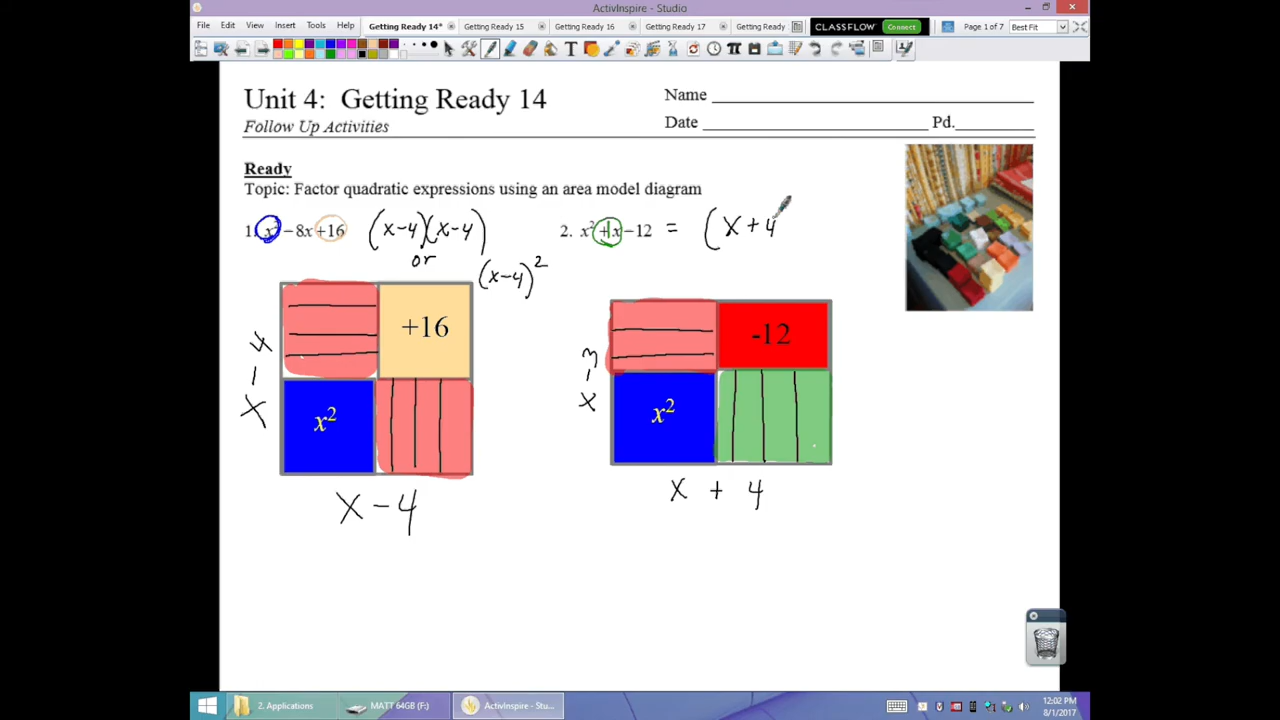 ActivInspire - Studio
File Edit View Insert Tools Help Getting Ready 14* Getting Ready 15 Getting Ready 16 Getting Ready 17 Getting Ready CLASSFLOW Connect Page 1 of 7 Best Fit
Unit 4: Getting Ready 14
Name
Follow Up Activities
Date Pd.
Ready
Topic: Factor quadratic expressions using an area model diagram
1. x² − 8x +16 (x−4)(x−4)
or
(x−4)²
2. x² +1x −12 = (x+4
+16
x − 4
x²
x − 4
-12
x − 3
x²
x + 4
2. Applications MATT 64GB (F:) ActivInspire - Stu...
12:02 PM
8/1/2017